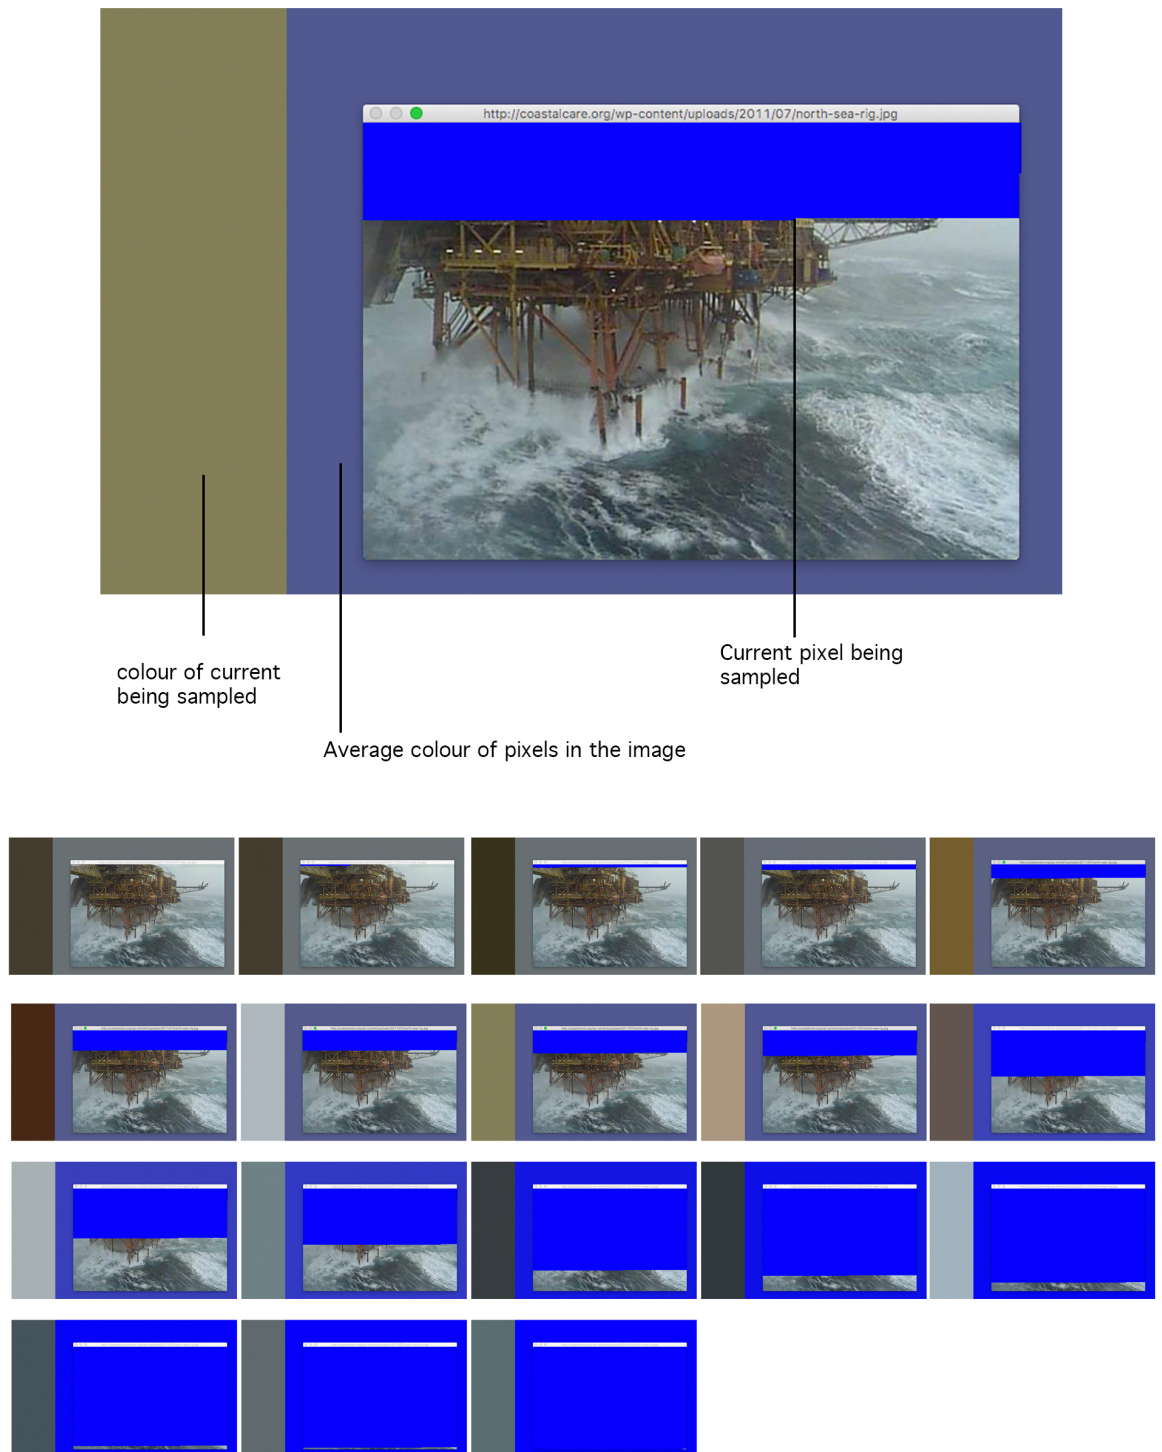 http://coastalcare.org/wp-content/uploads/2011/07/north-sea-rig.jpg
colour of current
being sampled
Current pixel being
sampled
Average colour of pixels in the image